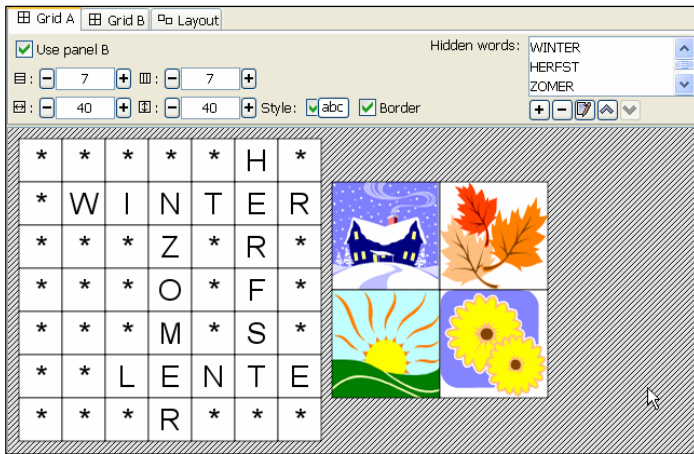 Grid A Grid B Layout
Use panel B
Hidden words:
WINTER
HERFST
ZOMER
: 7 : 7
: 40 : 40 Style: abc Border
* * * * * H *
* W I N T E R
* * * Z * R *
* * * O * F *
* * * M * S *
* * L E N T E
* * * R * * *